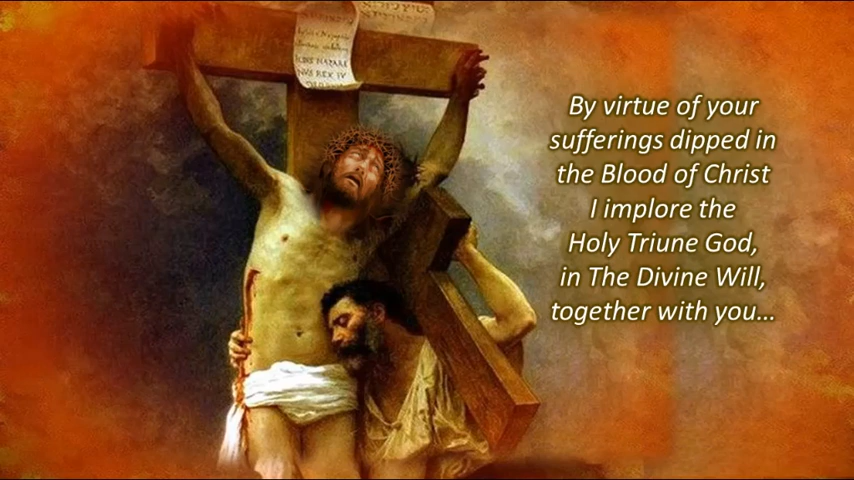 By virtue of your
sufferings dipped in
the Blood of Christ
I implore the
Holy Triune God,
in The Divine Will,
together with you...